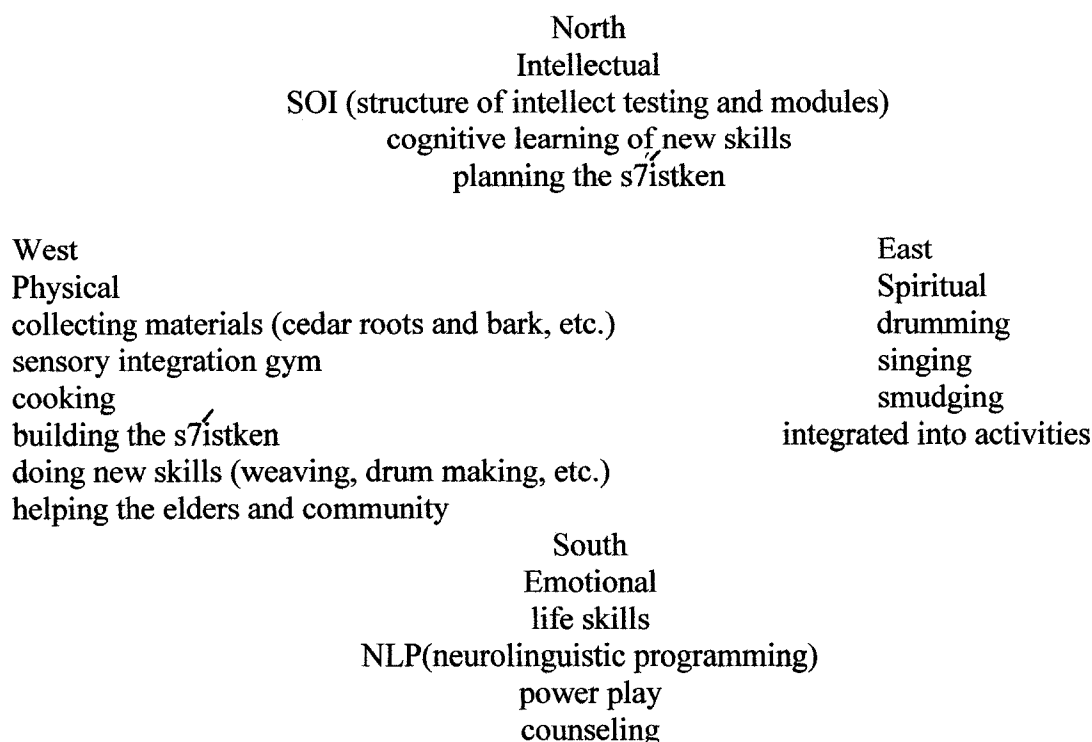 North
Intellectual
SOI (structure of intellect testing and modules)
cognitive learning of new skills
planning the s7ístken
West
Physical
collecting materials (cedar roots and bark, etc.)
sensory integration gym
cooking
building the s7ístken
doing new skills (weaving, drum making, etc.)
helping the elders and community
East
Spiritual
drumming
singing
smudging
integrated into activities
South
Emotional
life skills
NLP(neurolinguistic programming)
power play
counseling